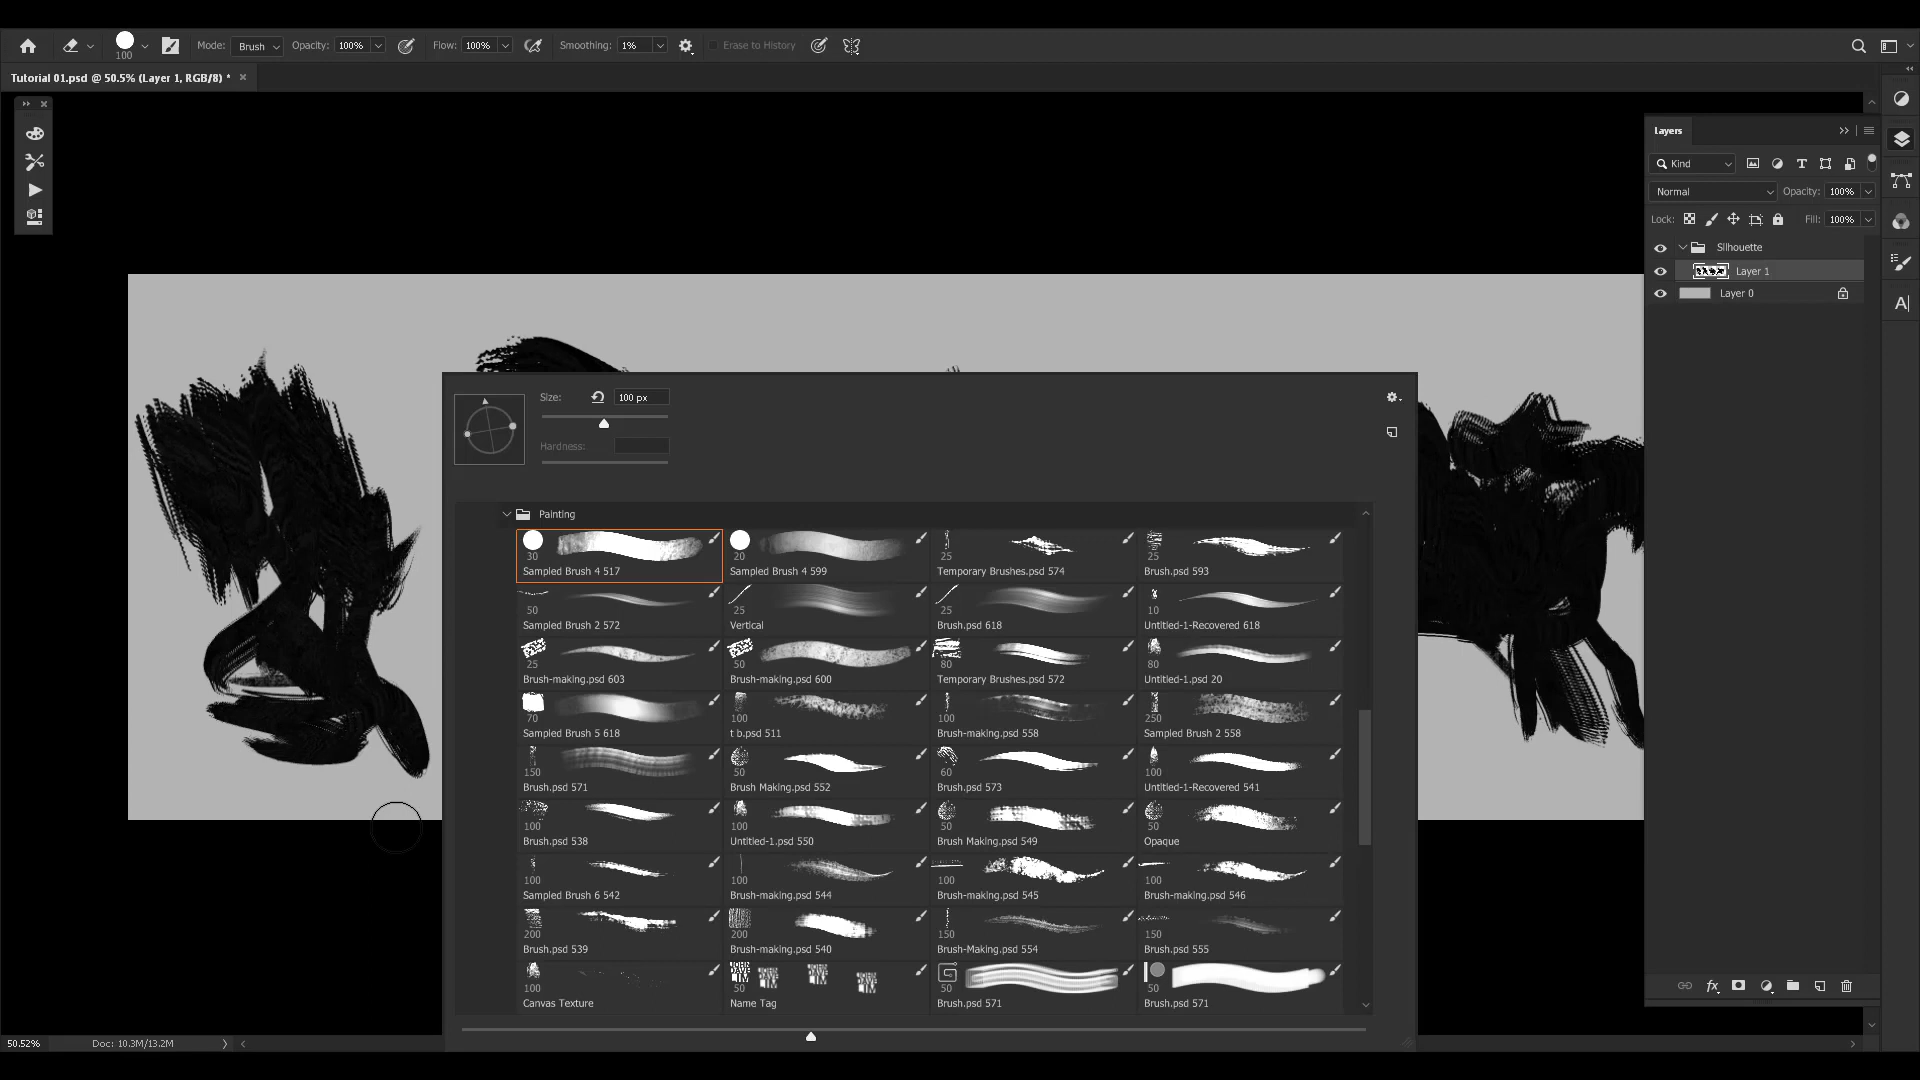 100
Mode: Brush Opacity: 100% Flow: 100% Smoothing: 1% Erase to History
Tutorial 01.psd @ 50.5% (Layer 1, RGB/8) *
Layers
Kind
Normal Opacity: 100%
Lock: Fill: 100%
Silhouette
Layer 1
Layer 0
Size: 100 px
Hardness:
Painting
30 20 25 25
Sampled Brush 4 517 Sampled Brush 4 599 Temporary Brushes.psd 574 Brush.psd 593
50 25 25 10
Sampled Brush 2 572 Vertical Brush.psd 618 Untitled-1-Recovered 618
25 50 80 80
Brush-making.psd 603 Brush-making.psd 600 Temporary Brushes.psd 572 Untitled-1.psd 20
70 100 100 250
Sampled Brush 5 618 t b.psd 511 Brush-making.psd 558 Sampled Brush 2 558
150 50 60 100
Brush.psd 571 Brush Making.psd 552 Brush.psd 573 Untitled-1-Recovered 541
100 100 50 50
Brush.psd 538 Untitled-1.psd 550 Brush Making.psd 549 Opaque
100 100 100 100
Sampled Brush 6 542 Brush-making.psd 544 Brush-making.psd 545 Brush-making.psd 546
200 200 150 150
Brush.psd 539 Brush-making.psd 540 Brush-Making.psd 554 Brush.psd 555
100 50 50 50
Canvas Texture Name Tag Brush.psd 571 Brush.psd 571
50.52% Doc: 10.3M/13.2M